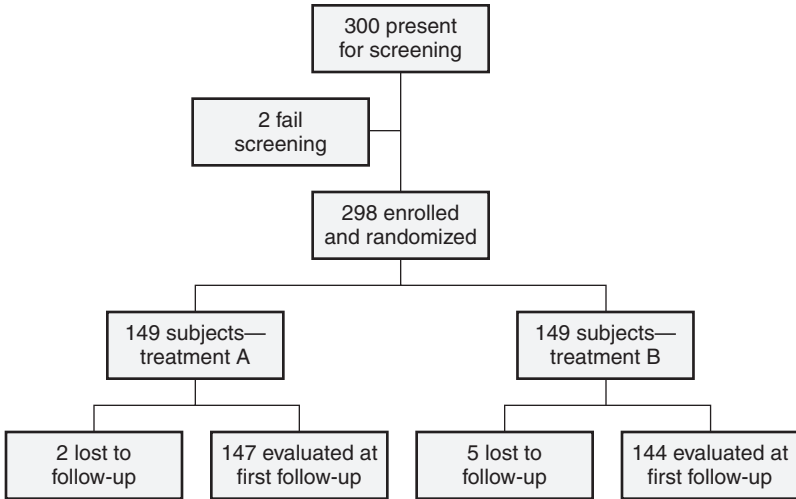 300 present
for screening
2 fail
screening
298 enrolled
and randomized
149 subjects—
treatment A
149 subjects—
treatment B
2 lost to
follow-up
147 evaluated at
first follow-up
5 lost to
follow-up
144 evaluated at
first follow-up